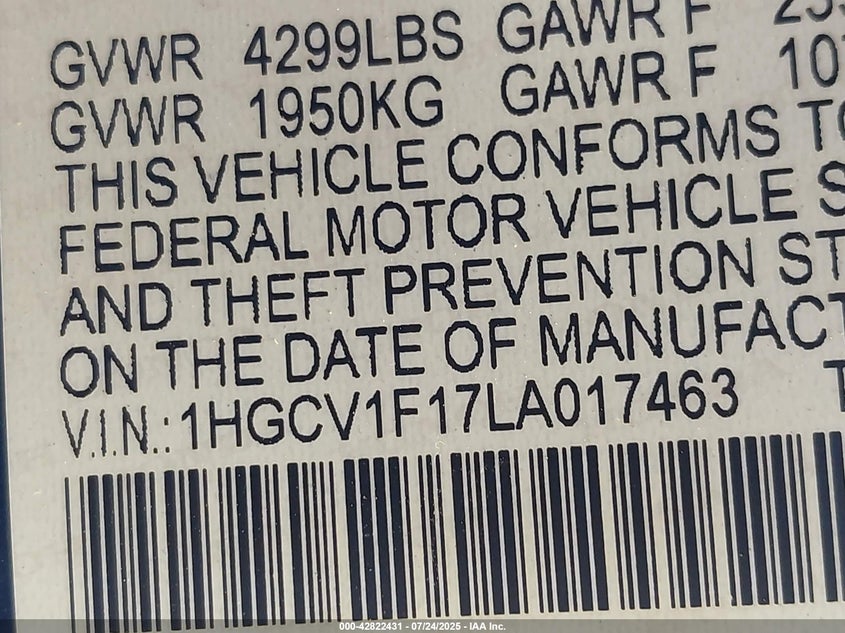 GVWR 4299LBS GAWR F
GVWR 1950KG GAWR F
THIS VEHICLE CONFORMS
FEDERAL MOTOR VEHICLE
AND THEFT PREVENTION
ON THE DATE OF
V.I.N.: 1HGCV1F17LA017463
000-42822431 - 07/24/2025 - IAA Inc.